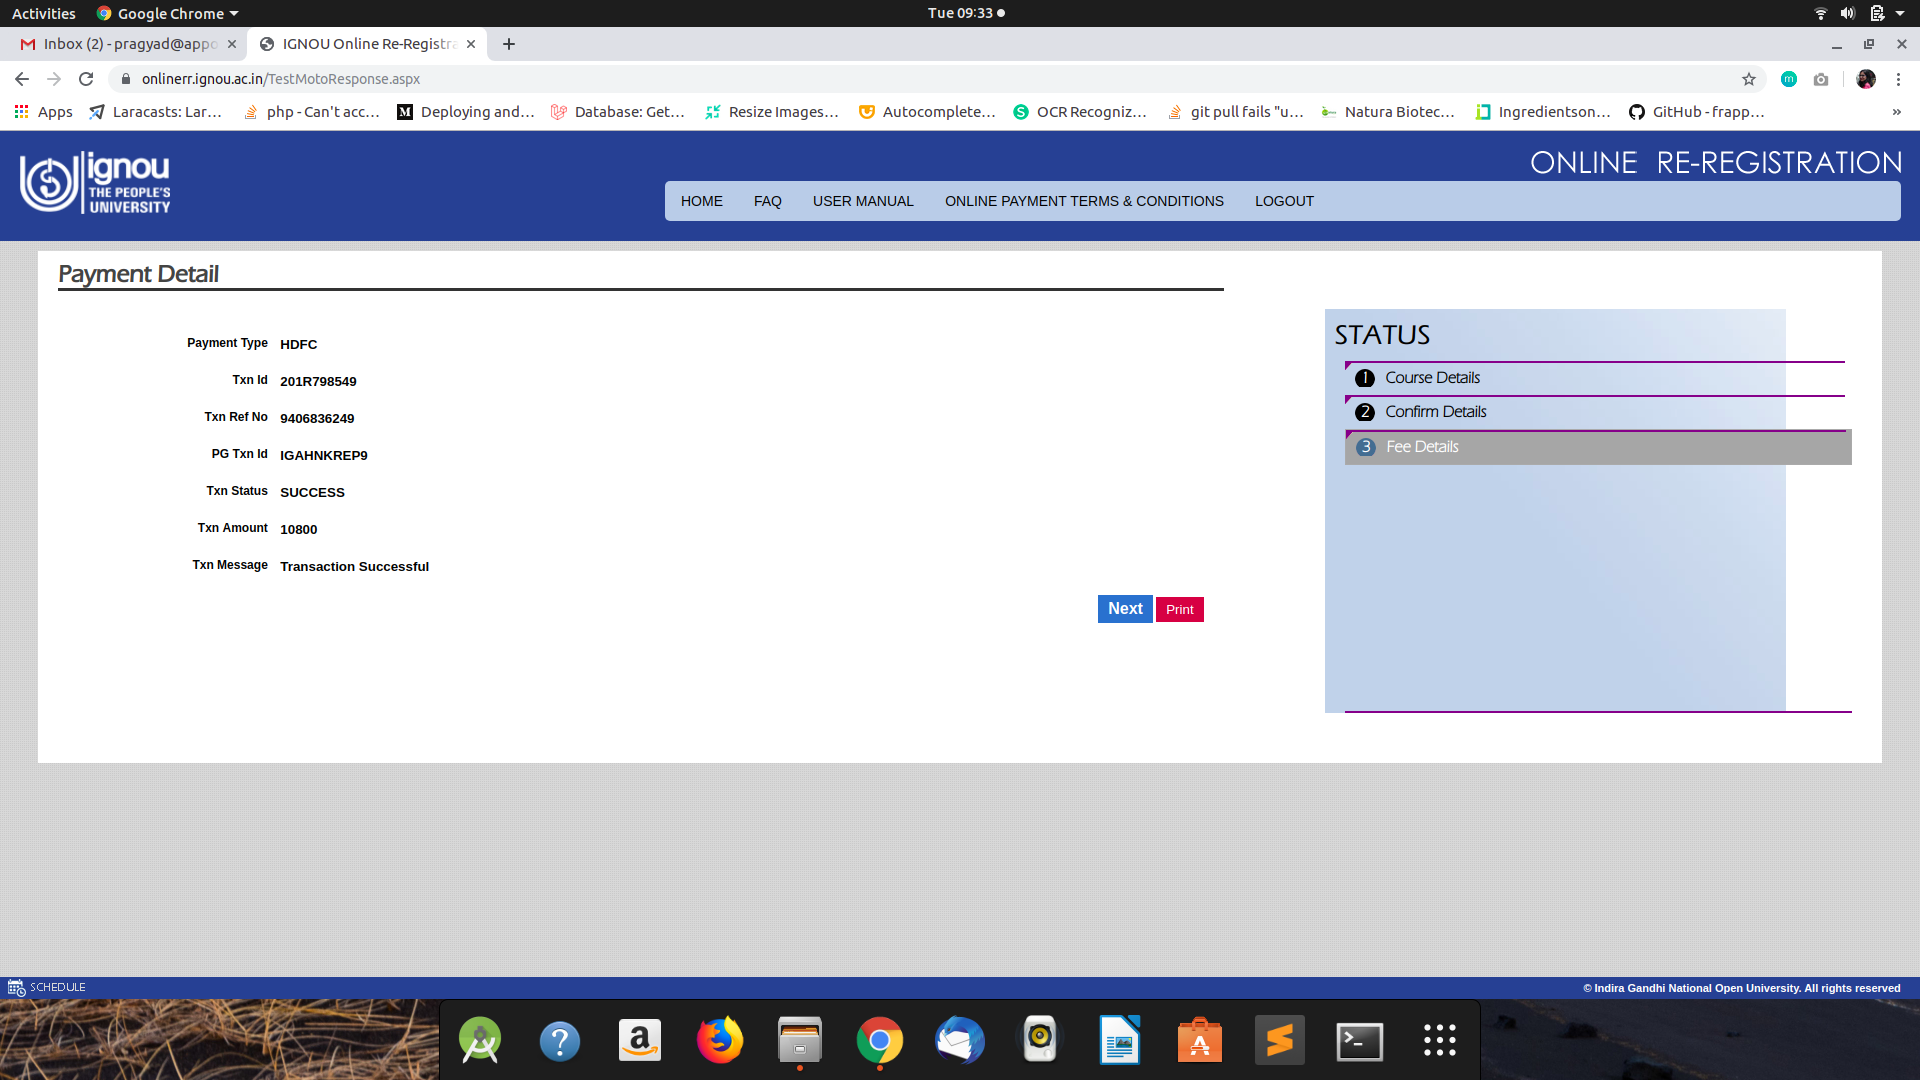 Activities Google Chrome Tue 09:33
Inbox (2) - pragyad@appo IGNOU Online Re-Registra
onlinerr.ignou.ac.in/TestMotoResponse.aspx m
Apps Laracasts: Lar… php - Can't acc… M Deploying and… Database: Get… Resize Images… Autocomplete… S OCR Recogniz… git pull fails "u… Natura Biotec… Ingredientson… GitHub - frapp… »
ignou
THE PEOPLE'S
UNIVERSITY
ONLINE RE-REGISTRATION
HOME FAQ USER MANUAL ONLINE PAYMENT TERMS & CONDITIONS LOGOUT
Payment Detail
Payment Type HDFC
Txn Id 201R798549
Txn Ref No 9406836249
PG Txn Id IGAHNKREP9
Txn Status SUCCESS
Txn Amount 10800
Txn Message Transaction Successful
Next Print
STATUS
1 Course Details
2 Confirm Details
3 Fee Details
SCHEDULE
© Indira Gandhi National Open University. All rights reserved